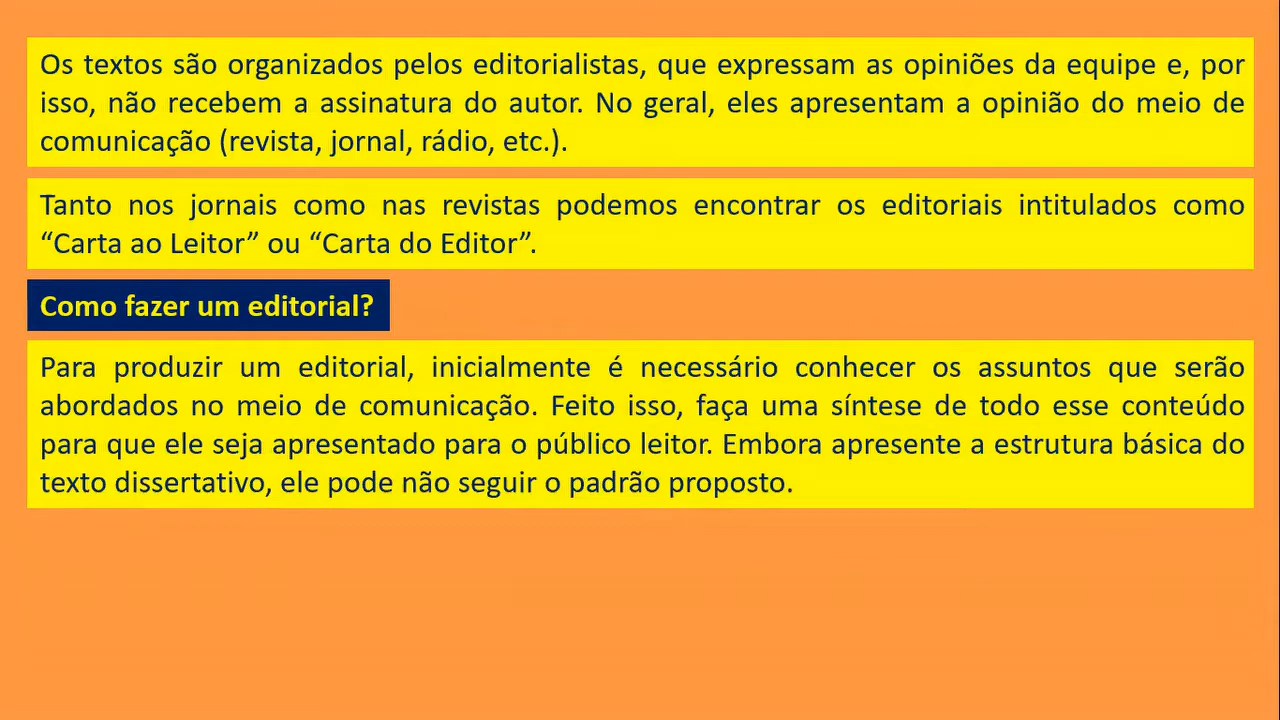 Os textos são organizados pelos editorialistas, que expressam as opiniões da equipe e, por
isso, não recebem a assinatura do autor. No geral, eles apresentam a opinião do meio de
comunicação (revista, jornal, rádio, etc.).
Tanto nos jornais como nas revistas podemos encontrar os editoriais intitulados como
“Carta ao Leitor” ou “Carta do Editor”.
Como fazer um editorial?
Para produzir um editorial, inicialmente é necessário conhecer os assuntos que serão
abordados no meio de comunicação. Feito isso, faça uma síntese de todo esse conteúdo
para que ele seja apresentado para o público leitor. Embora apresente a estrutura básica do
texto dissertativo, ele pode não seguir o padrão proposto.